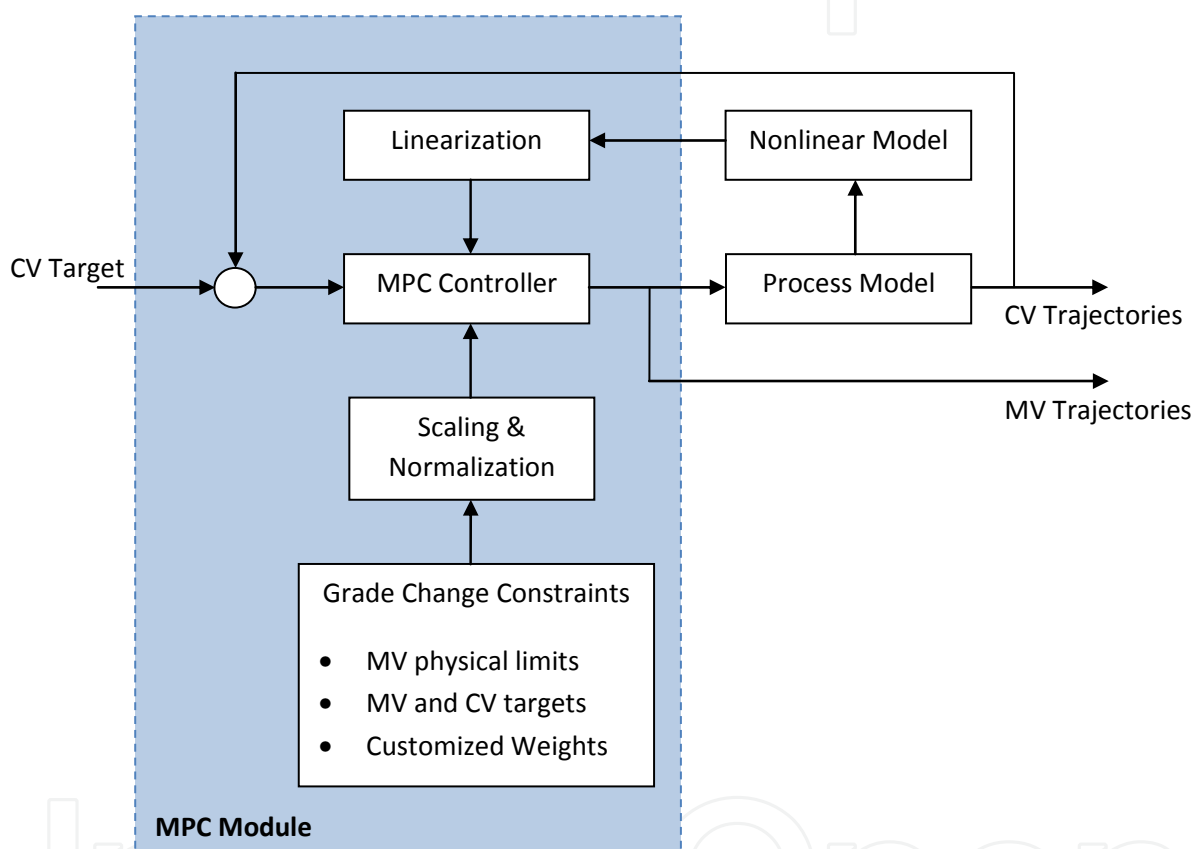 Linearization
Nonlinear Model
CV Target
MPC Controller
Process Model
CV Trajectories
MV Trajectories
Scaling &
Normalization
Grade Change Constraints
• MV physical limits
• MV and CV targets
• Customized Weights
MPC Module